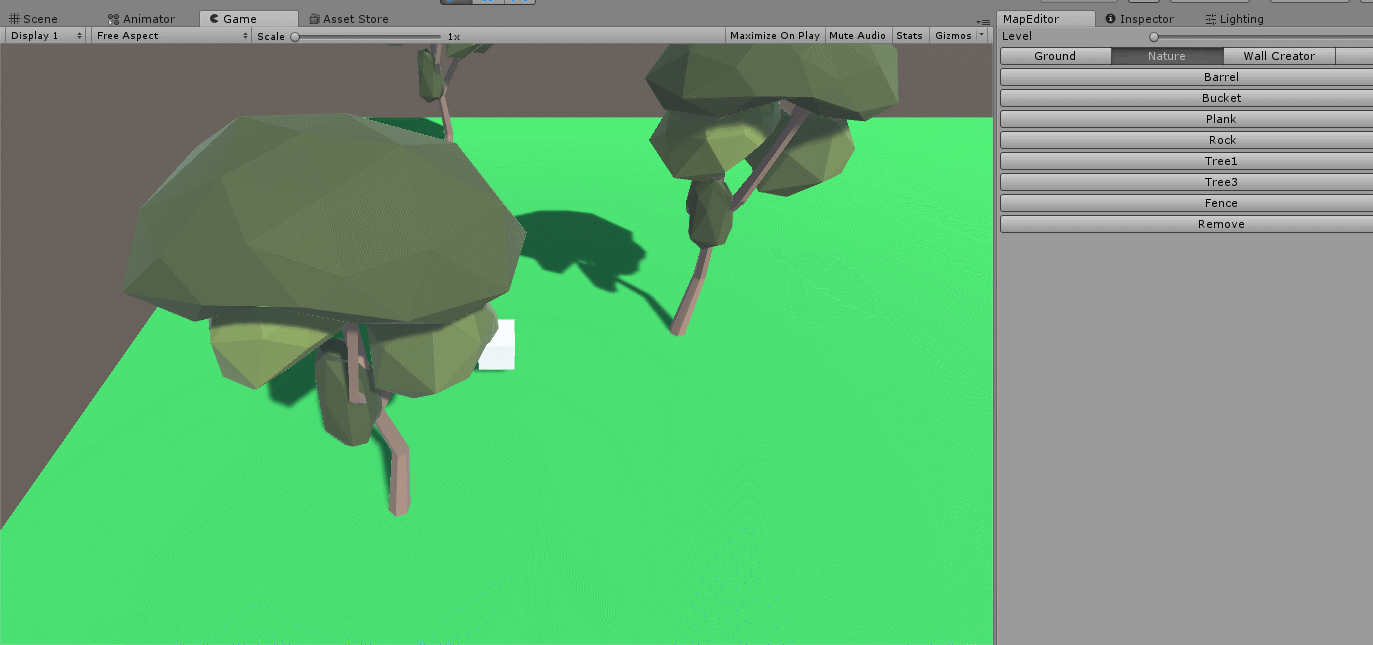 Scene Animator Game Asset Store
Display 1 Free Aspect Scale 1x Maximize On Play Mute Audio Stats Gizmos
MapEditor Inspector Lighting
Level
Ground Nature Wall Creator
Barrel
Bucket
Plank
Rock
Tree1
Tree3
Fence
Remove